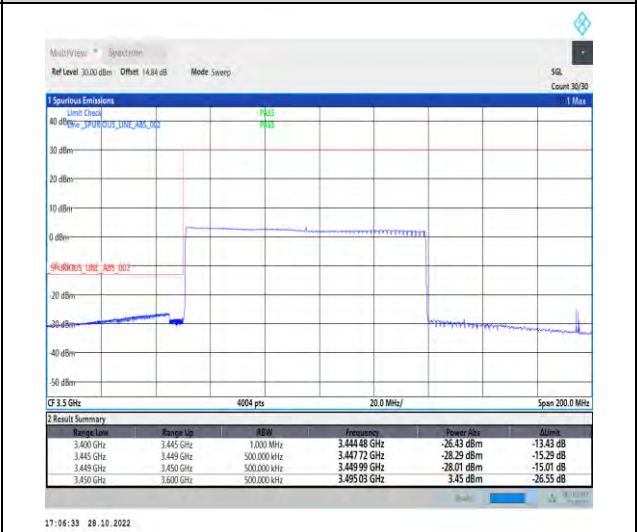 MultiView Spectrum
Ref Level 30.00 dBm Offset 14.84 dB Mode Sweep SGL
Count 30/30
1 Spurious Emissions 1 Max
Limit Check PASS
40 dBm Line _SPURIOUS_LINE_ABS_002 PASS
30 dBm
20 dBm
10 dBm
0 dBm
_SPURIOUS_LINE_ABS_002
-20 dBm
-30 dBm
-40 dBm
-50 dBm
CF 3.5 GHz 4004 pts 20.0 MHz/ Span 200.0 MHz
2 Result Summary
Range Low Range Up RBW Frequency Power Abs ΔLimit
3.400 GHz 3.445 GHz 1.000 MHz 3.444 48 GHz -26.43 dBm -13.43 dB
3.445 GHz 3.449 GHz 500.000 kHz 3.447 72 GHz -28.29 dBm -15.29 dB
3.449 GHz 3.450 GHz 500.000 kHz 3.449 99 GHz -28.01 dBm -15.01 dB
3.450 GHz 3.600 GHz 500.000 kHz 3.495 03 GHz 3.45 dBm -26.55 dB
17:06:33 28.10.2022